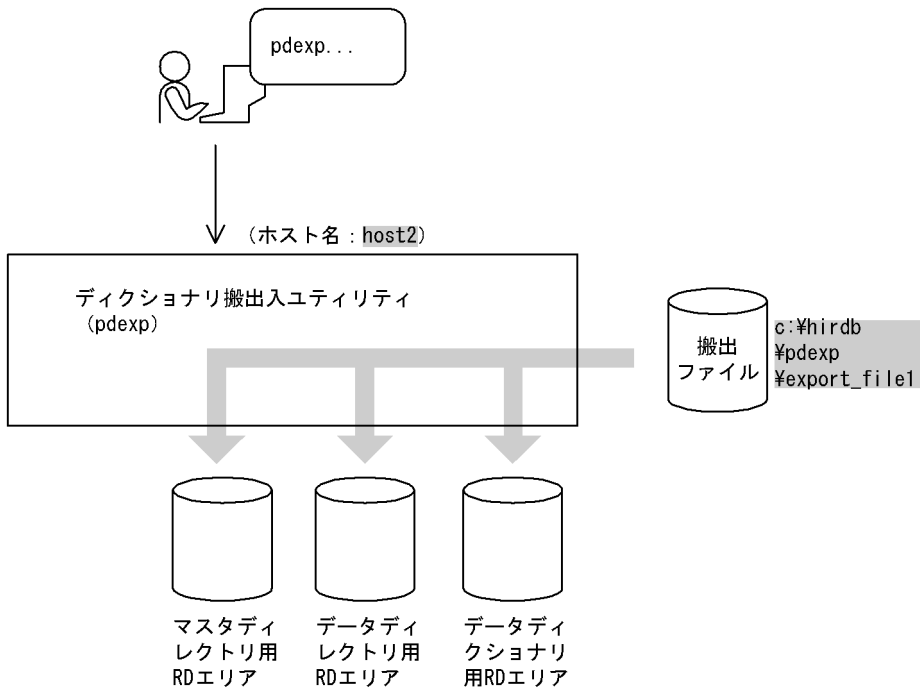 pdexp...
(ホスト名:host2)
ディクショナリ搬出入ユティリティ
(pdexp)
搬出
ファイル
c:¥hirdb
¥pdexp
¥export_file1
マスタディ
レクトリ用
RDエリア
データディ
レクトリ用
RDエリア
データディ
クショナリ
用RDエリア